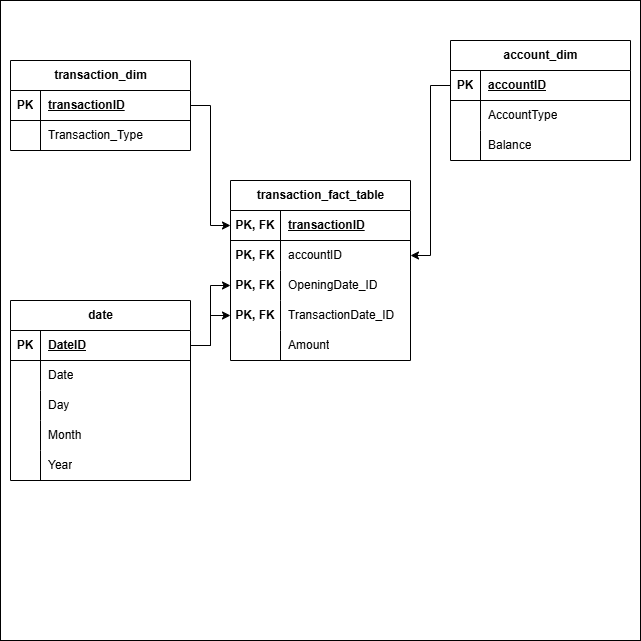 transaction_dim
PK transactionID
Transaction_Type
account_dim
PK accountID
AccountType
Balance
transaction_fact_table
PK, FK transactionID
PK, FK accountID
PK, FK OpeningDate_ID
PK, FK TransactionDate_ID
Amount
date
PK DateID
Date
Day
Month
Year